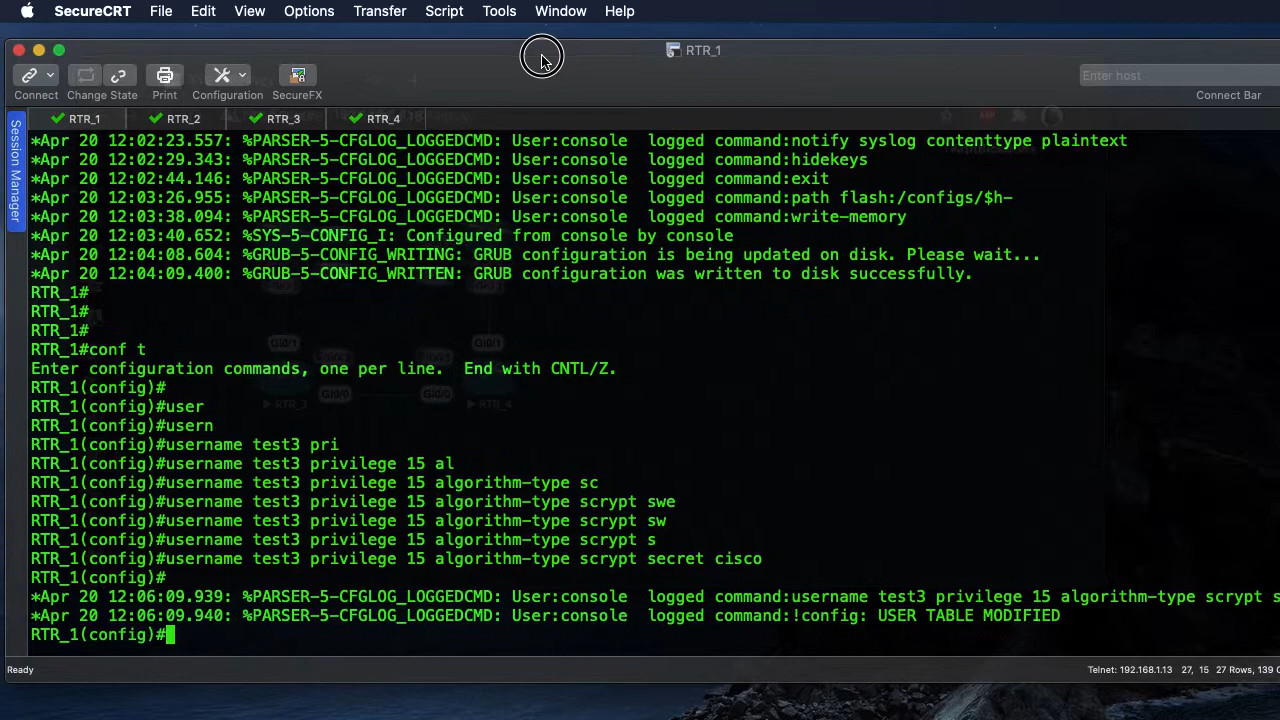 SecureCRT File Edit View Options Transfer Script Tools Window Help
RTR_1
Enter host
Connect Change State Print Configuration SecureFX Connect Bar
RTR_1 RTR_2 RTR_3 RTR_4
Session Manager
*Apr 20 12:02:23.557: %PARSER-5-CFGLOG_LOGGEDCMD: User:console  logged command:notify syslog contenttype plaintext
*Apr 20 12:02:29.343: %PARSER-5-CFGLOG_LOGGEDCMD: User:console  logged command:hidekeys
*Apr 20 12:02:44.146: %PARSER-5-CFGLOG_LOGGEDCMD: User:console  logged command:exit
*Apr 20 12:03:26.955: %PARSER-5-CFGLOG_LOGGEDCMD: User:console  logged command:path flash:/configs/$h-
*Apr 20 12:03:38.094: %PARSER-5-CFGLOG_LOGGEDCMD: User:console  logged command:write-memory
*Apr 20 12:03:40.652: %SYS-5-CONFIG_I: Configured from console by console
*Apr 20 12:04:08.604: %GRUB-5-CONFIG_WRITING: GRUB configuration is being updated on disk. Please wait...
*Apr 20 12:04:09.400: %GRUB-5-CONFIG_WRITTEN: GRUB configuration was written to disk successfully.
RTR_1#
RTR_1#
RTR_1#
RTR_1#conf t
Enter configuration commands, one per line.  End with CNTL/Z.
RTR_1(config)#
RTR_1(config)#user
RTR_1(config)#usern
RTR_1(config)#username test3 pri
RTR_1(config)#username test3 privilege 15 al
RTR_1(config)#username test3 privilege 15 algorithm-type sc
RTR_1(config)#username test3 privilege 15 algorithm-type scrypt swe
RTR_1(config)#username test3 privilege 15 algorithm-type scrypt sw
RTR_1(config)#username test3 privilege 15 algorithm-type scrypt s
RTR_1(config)#username test3 privilege 15 algorithm-type scrypt secret cisco
RTR_1(config)#
*Apr 20 12:06:09.939: %PARSER-5-CFGLOG_LOGGEDCMD: User:console  logged command:username test3 privilege 15 algorithm-type scrypt s
*Apr 20 12:06:09.940: %PARSER-5-CFGLOG_LOGGEDCMD: User:console  logged command:!config: USER TABLE MODIFIED
RTR_1(config)#
Gi0/1 Gi0/1
Gi0/0 Gi0/0
RTR_3 RTR_4
Ready Telnet: 192.168.1.13 27, 15 27 Rows, 139 C